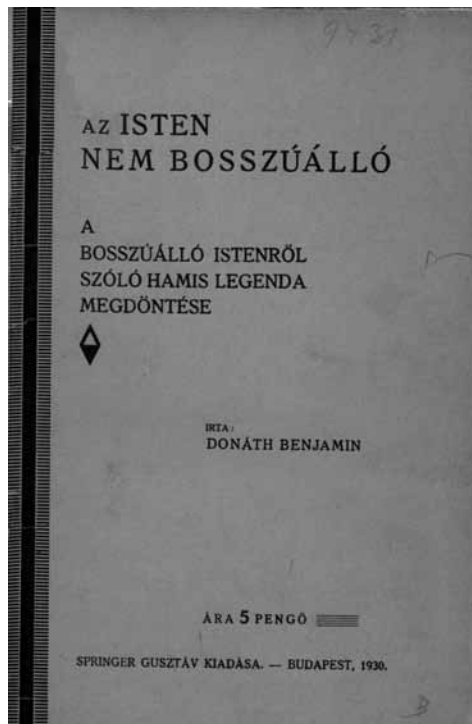 AZ ISTEN
NEM BOSSZÚÁLLÓ
A
BOSSZÚÁLLÓ ISTENRŐL
SZÓLÓ HAMIS LEGENDA
MEGDÖNTÉSE
IRTA:
DONÁTH BENJAMIN
ÁRA 5 PENGŐ
SPRINGER GUSZTÁV KIADÁSA. — BUDAPEST, 1930.
B